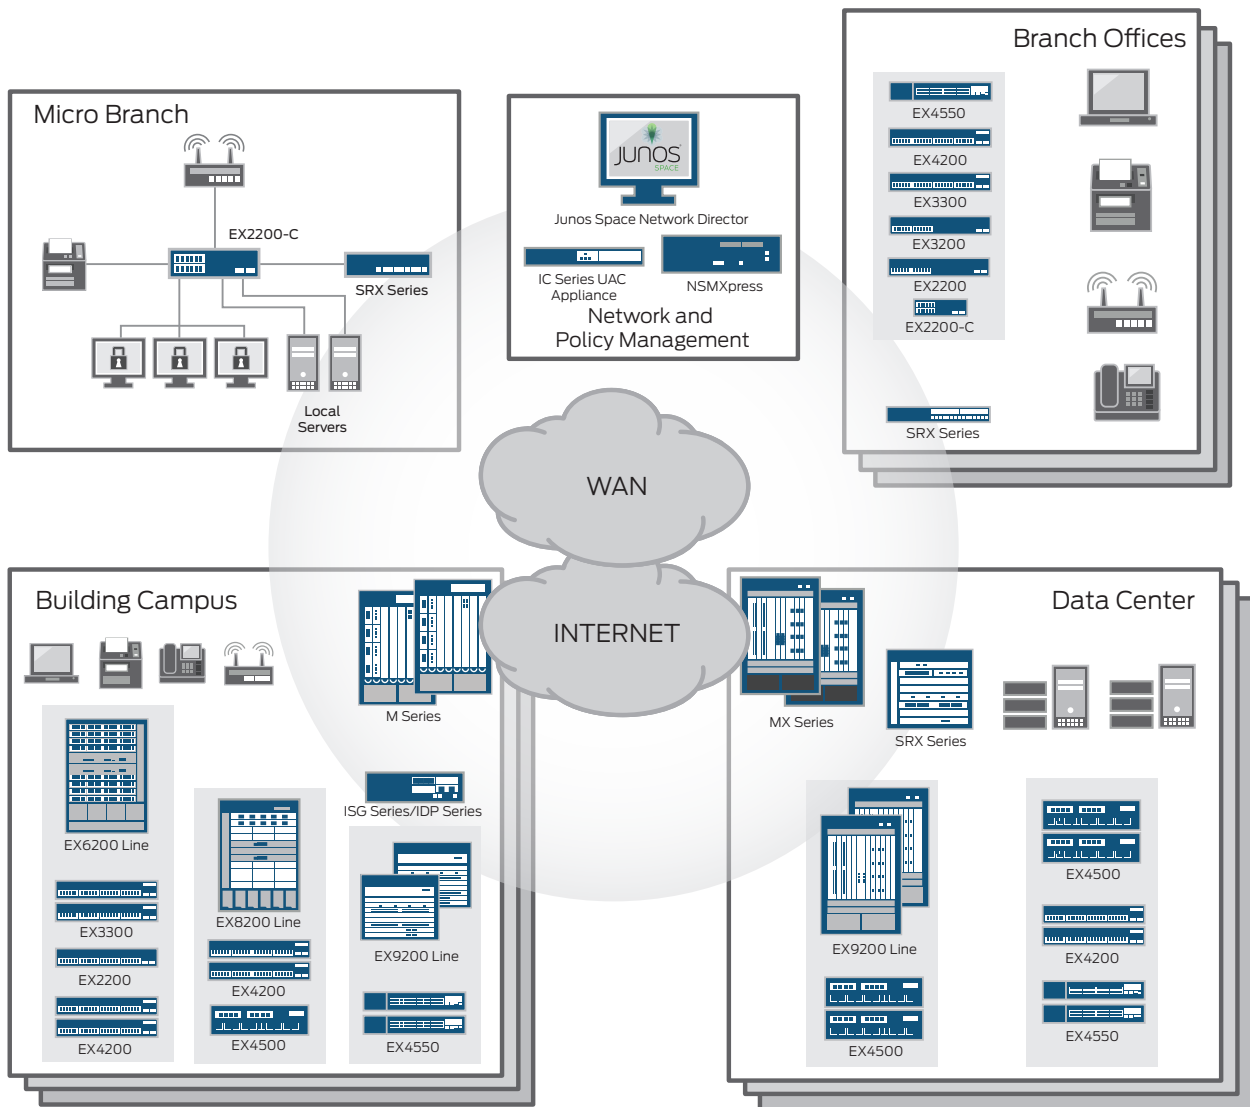 Micro Branch
EX2200-C
SRX Series
Local
Servers
JUNOS
SPACE
Junos Space Network Director
IC Series UAC
Appliance
NSMXpress
Network and
Policy Management
Branch Offices
EX4550
EX4200
EX3300
EX3200
EX2200
EX2200-C
SRX Series
WAN
INTERNET
Building Campus
M Series
ISG Series/IDP Series
EX6200 Line
EX3300
EX2200
EX4200
EX8200 Line
EX4200
EX4500
EX9200 Line
EX4550
Data Center
MX Series
SRX Series
EX9200 Line
EX4500
EX4500
EX4200
EX4550